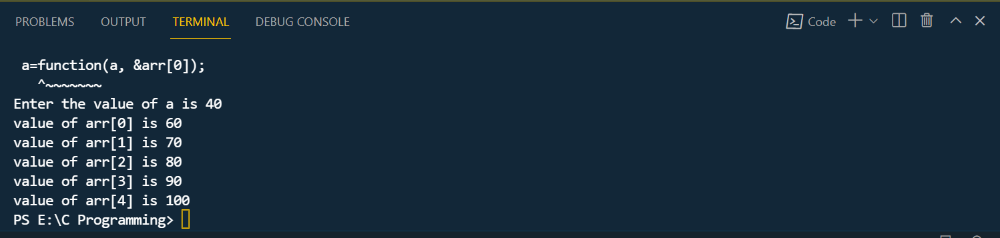 PROBLEMS OUTPUT TERMINAL DEBUG CONSOLE Code
a=function(a, &arr[0]);
^~~~~~~~
Enter the value of a is 40
value of arr[0] is 60
value of arr[1] is 70
value of arr[2] is 80
value of arr[3] is 90
value of arr[4] is 100
PS E:\C Programming>